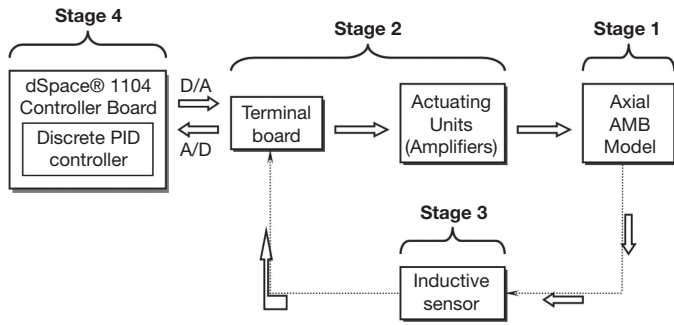 Stage 4
Stage 2
Stage 1
dSpace® 1104
Controller Board
Discrete PID
controller
D/A
A/D
Terminal
board
Actuating
Units
(Amplifiers)
Axial
AMB
Model
Stage 3
Inductive
sensor